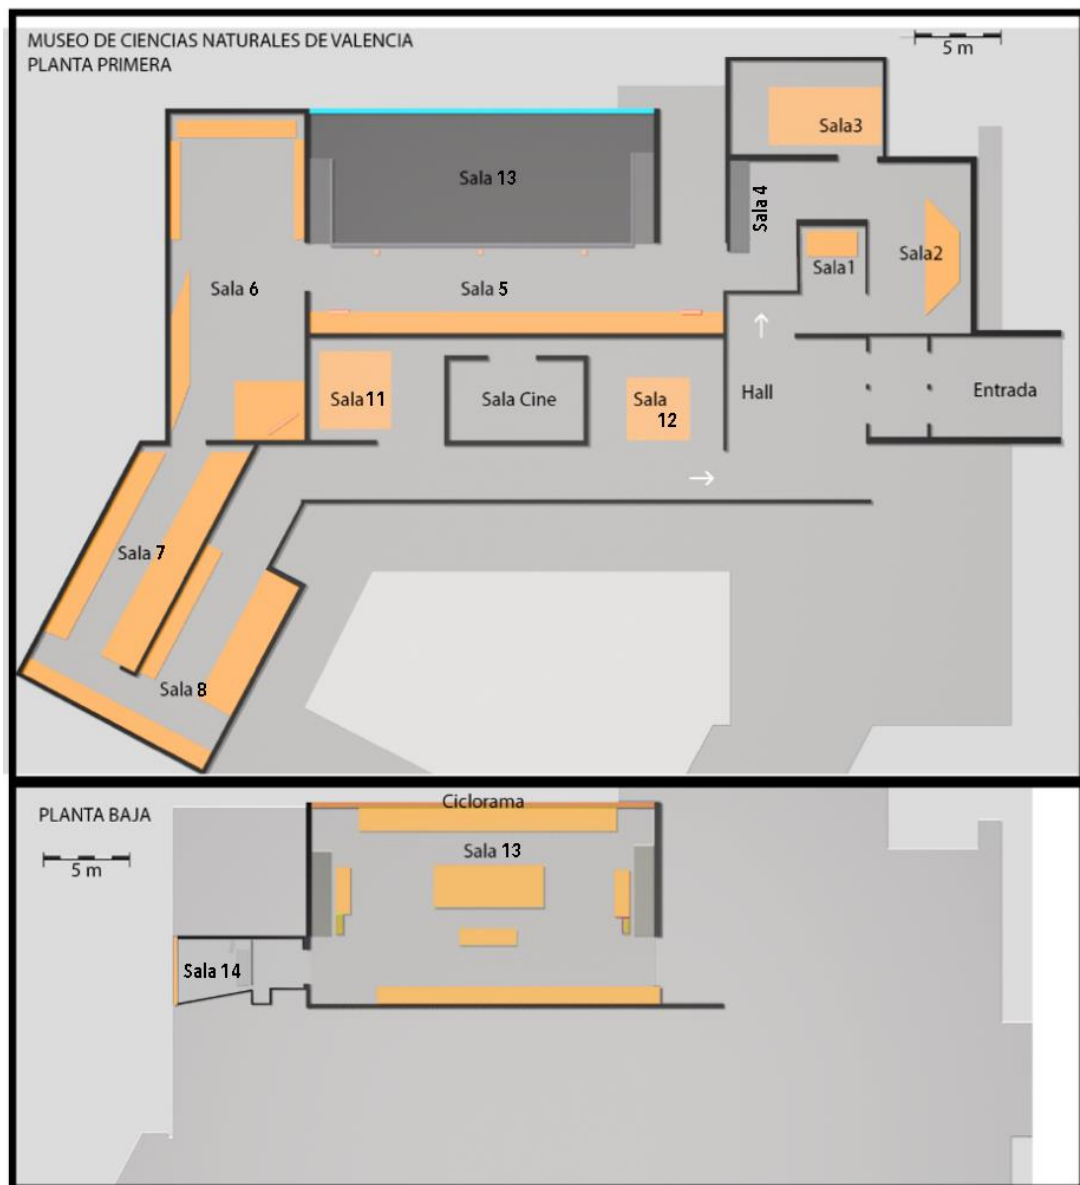 MUSEO DE CIENCIAS NATURALES DE VALENCIA
PLANTA PRIMERA
5 m
Sala3
Sala 13
Sala 4
Sala2
Sala1
Sala 6
Sala 5
Sala11
Sala Cine
Sala
12
Hall
Entrada
Sala 7
Sala 8
PLANTA BAJA
5 m
Ciclorama
Sala 13
Sala 14